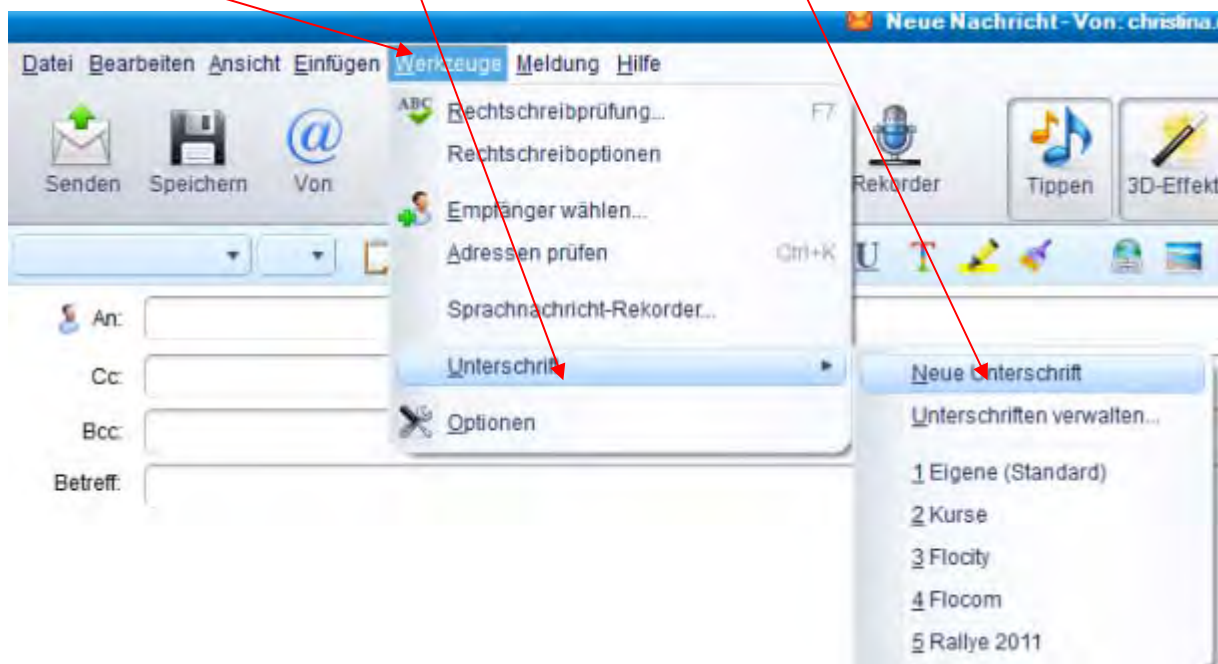 Neue Nachricht - Von: christina.
Datei Bearbeiten Ansicht Einfügen Werkzeuge Meldung Hilfe
Senden Speichern Von
ABC Rechtschreibprüfung... F7
Rechtschreiboptionen
Empfänger wählen...
Adressen prüfen Ctrl+K
Sprachnachricht-Rekorder...
Unterschrift
Optionen
Rekorder Tippen 3D-Effekt
U T
An:
Cc:
Bcc:
Betreff:
Neue Unterschrift
Unterschriften verwalten...
1 Eigene (Standard)
2 Kurse
3 Flocity
4 Flocom
5 Rallye 2011